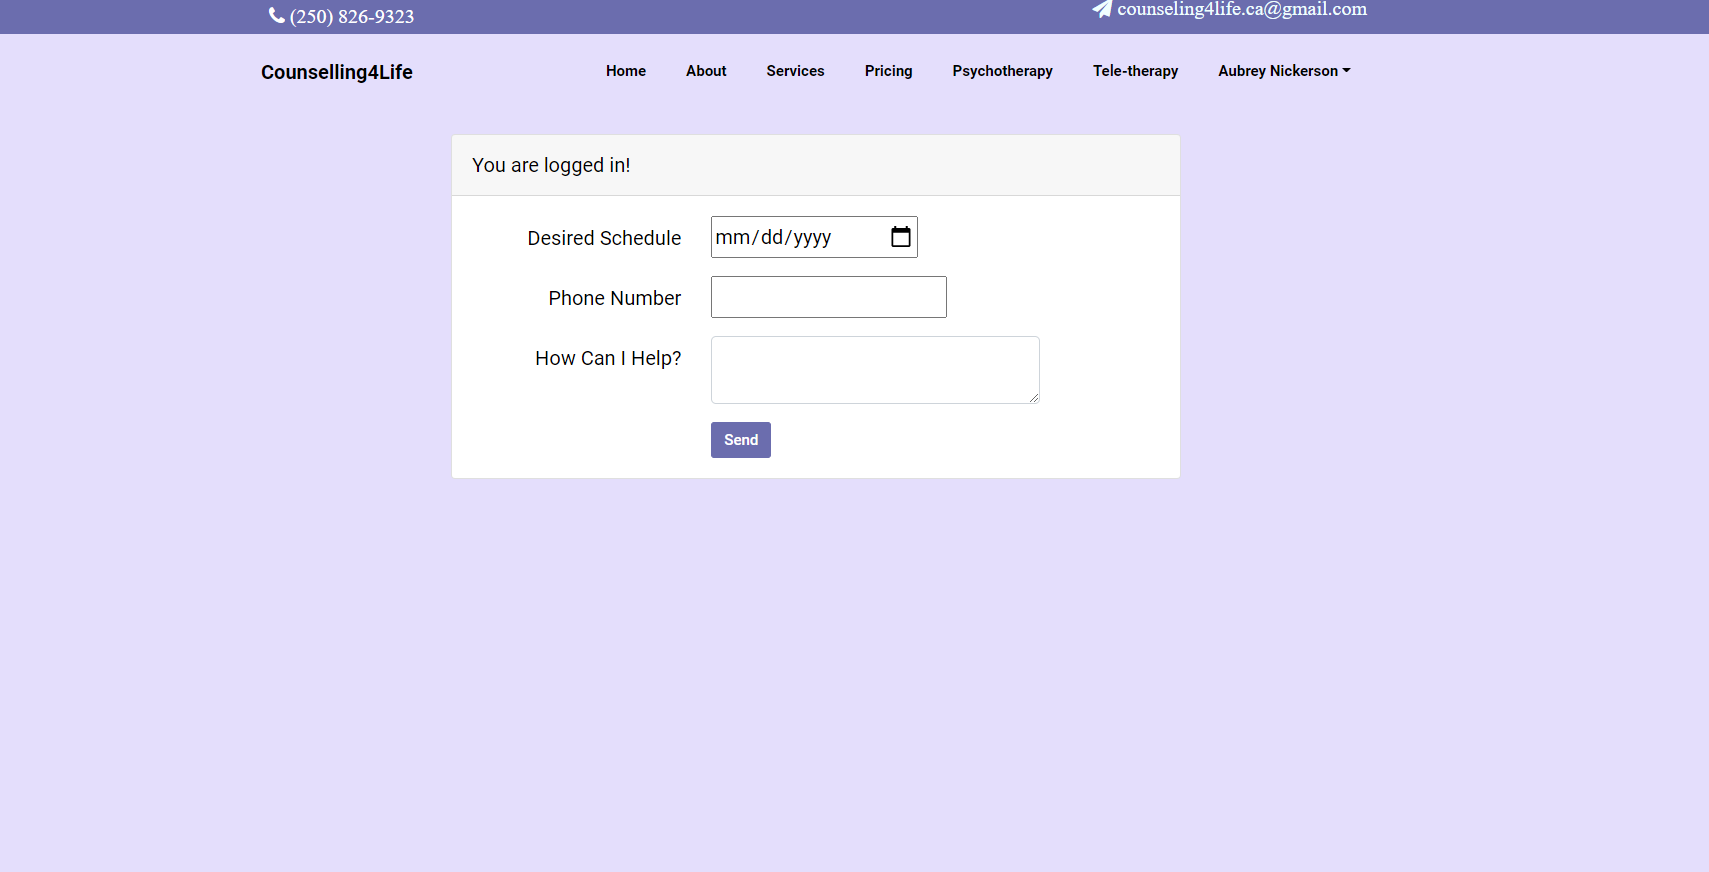 (250) 826-9323
counseling4life.ca@gmail.com
Counselling4Life
Home About Services Pricing Psychotherapy Tele-therapy Aubrey Nickerson
You are logged in!
Desired Schedule mm/dd/yyyy
Phone Number
How Can I Help?
Send